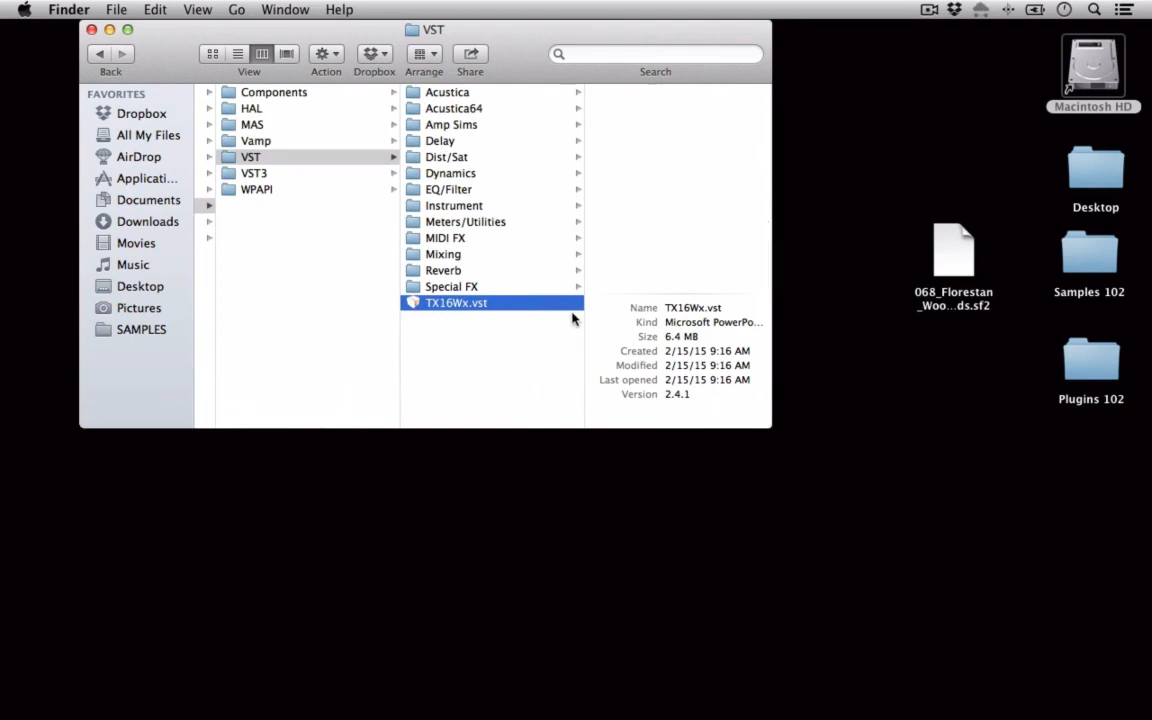 Finder File Edit View Go Window Help
VST
Back
View
Action
Dropbox
Arrange
Share
Search
FAVORITES
Dropbox
All My Files
AirDrop
Applicati...
Documents
Downloads
Movies
Music
Desktop
Pictures
SAMPLES
Components
HAL
MAS
Vamp
VST
VST3
WPAPI
Acustica
Acustica64
Amp Sims
Delay
Dist/Sat
Dynamics
EQ/Filter
Instrument
Meters/Utilities
MIDI FX
Mixing
Reverb
Special FX
TX16Wx.vst
Name TX16Wx.vst
Kind Microsoft PowerPo...
Size 6.4 MB
Created 2/15/15 9:16 AM
Modified 2/15/15 9:16 AM
Last opened 2/15/15 9:16 AM
Version 2.4.1
Macintosh HD
Desktop
068_Florestan
_Woo...ds.sf2
Samples 102
Plugins 102